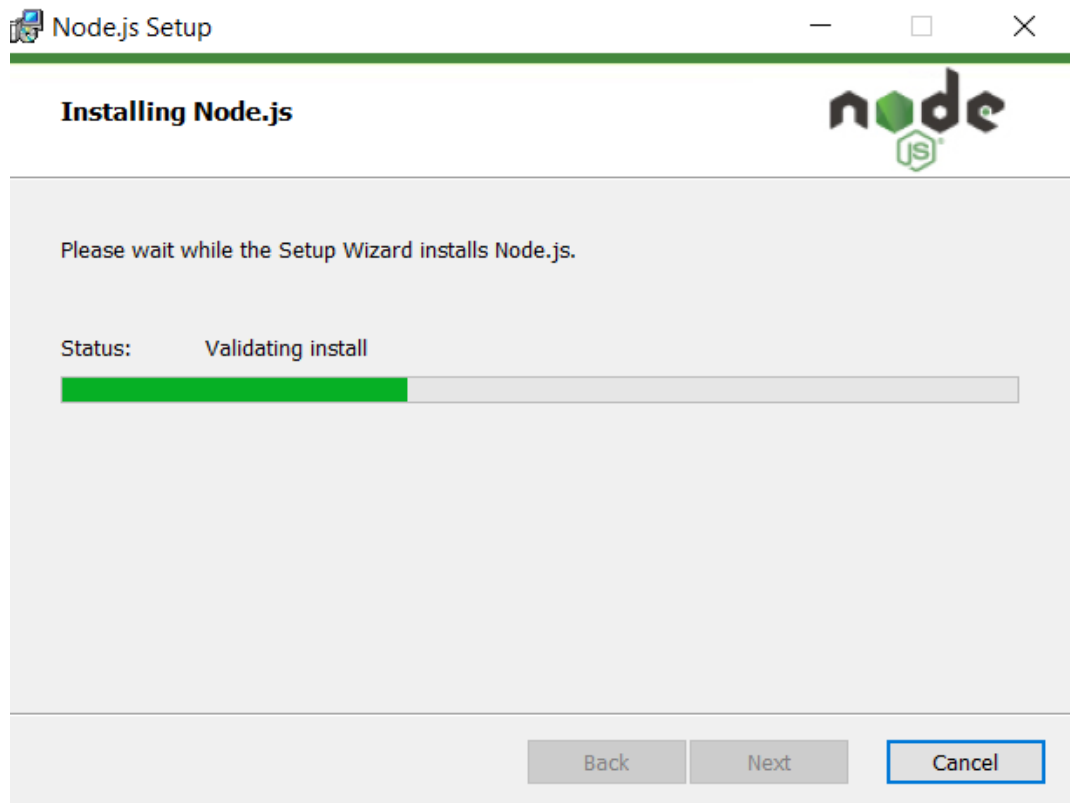 Node.js Setup
Installing Node.js
node
JS
Please wait while the Setup Wizard installs Node.js.
Status: Validating install
Back Next Cancel